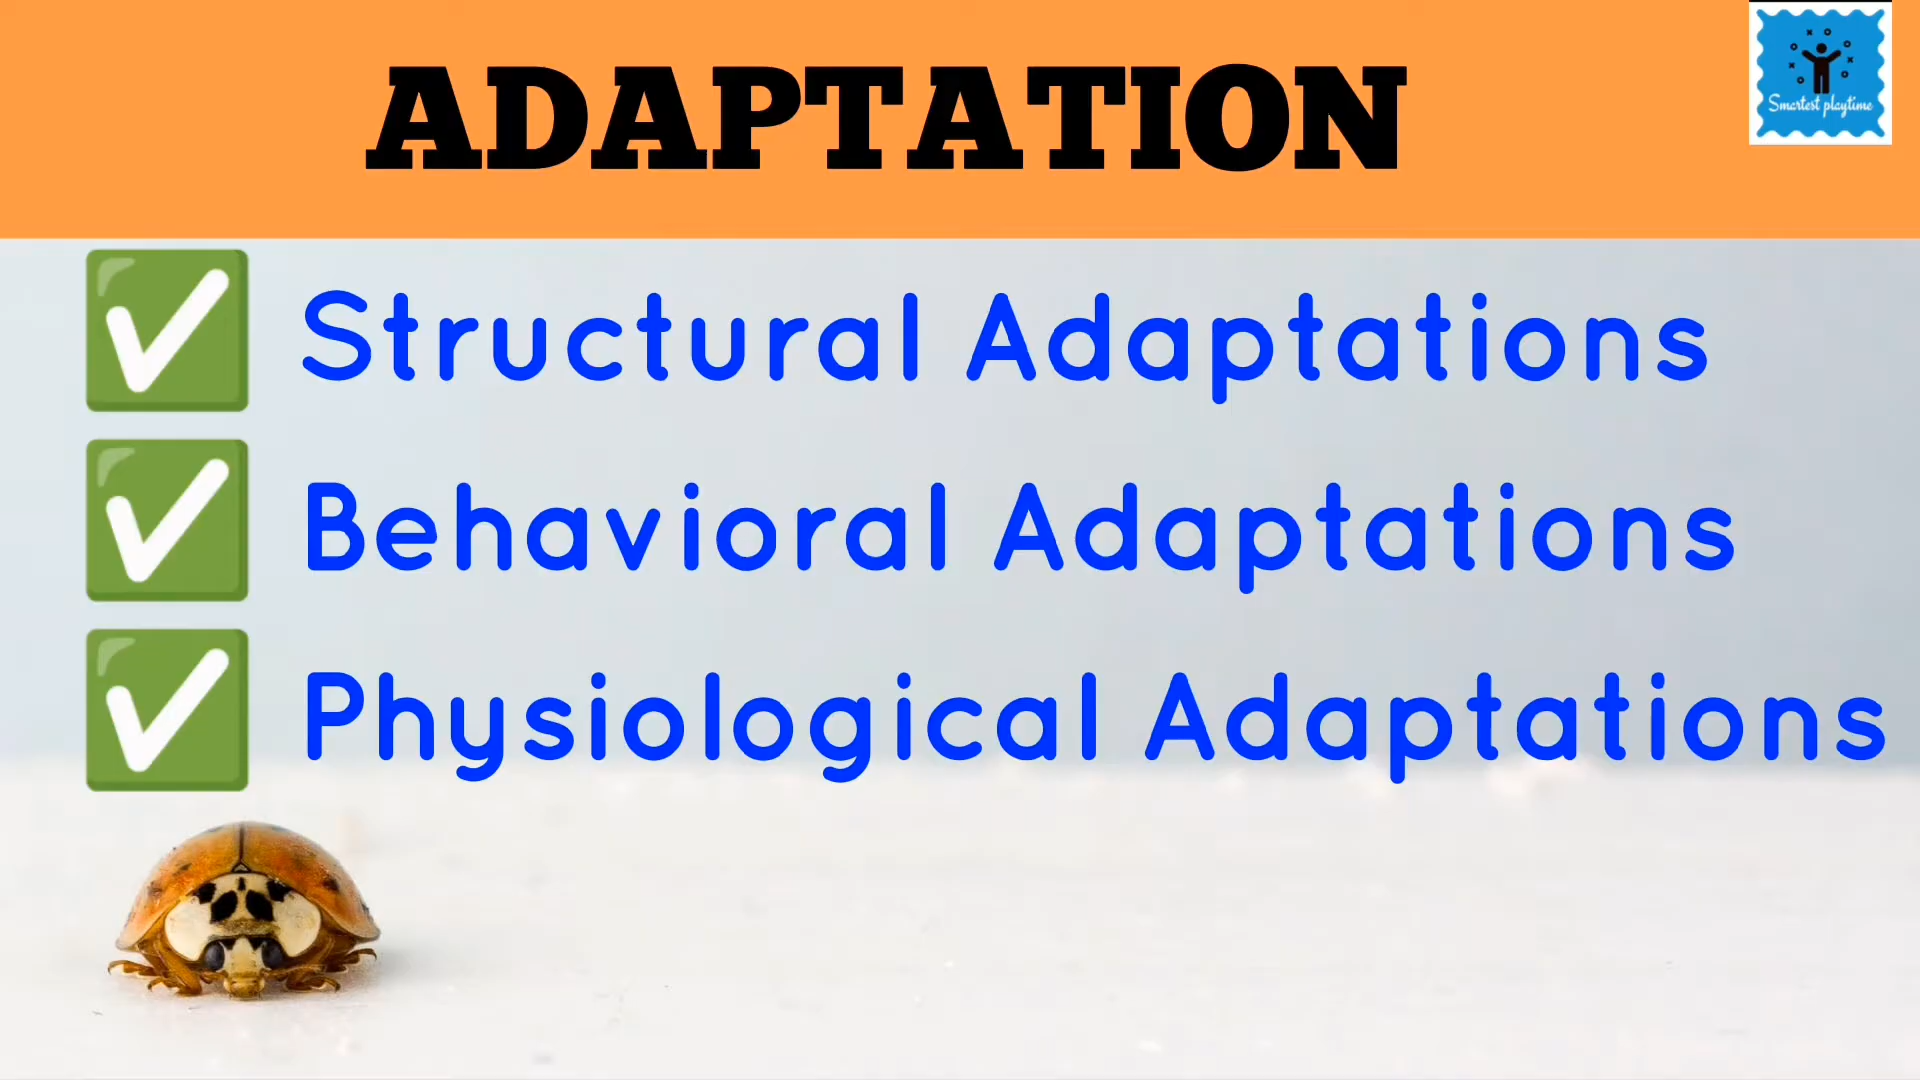 ADAPTATION
Smartest playtime
Structural Adaptations
Behavioral Adaptations
Physiological Adaptations